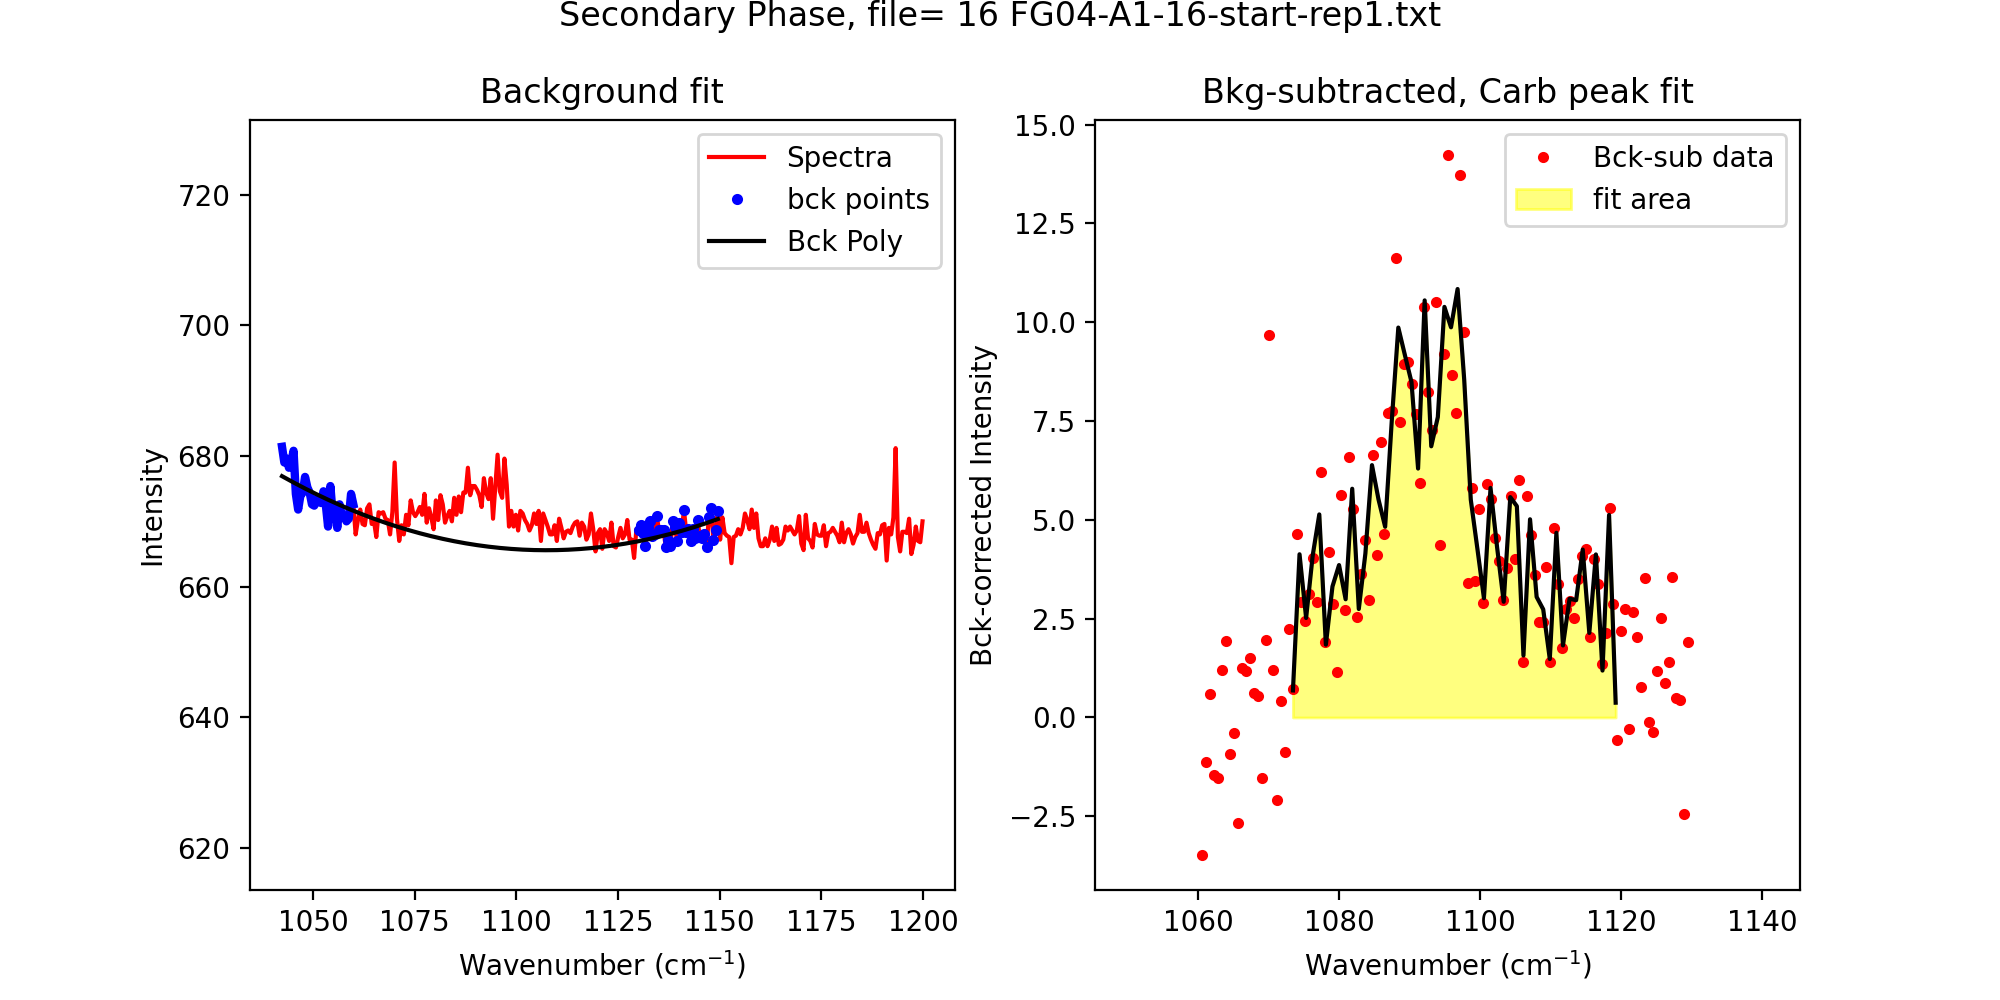 Secondary Phase, file= 16 FG04-A1-16-start-rep1.txt
Background fit
Intensity
720
700
680
660
640
620
1050 1075 1100 1125 1150 1175 1200
Wavenumber (cm⁻¹)
Spectra
bck points
Bck Poly
Bkg-subtracted, Carb peak fit
Bck-corrected Intensity
15.0
12.5
10.0
7.5
5.0
2.5
0.0
−2.5
1060 1080 1100 1120 1140
Wavenumber (cm⁻¹)
Bck-sub data
fit area